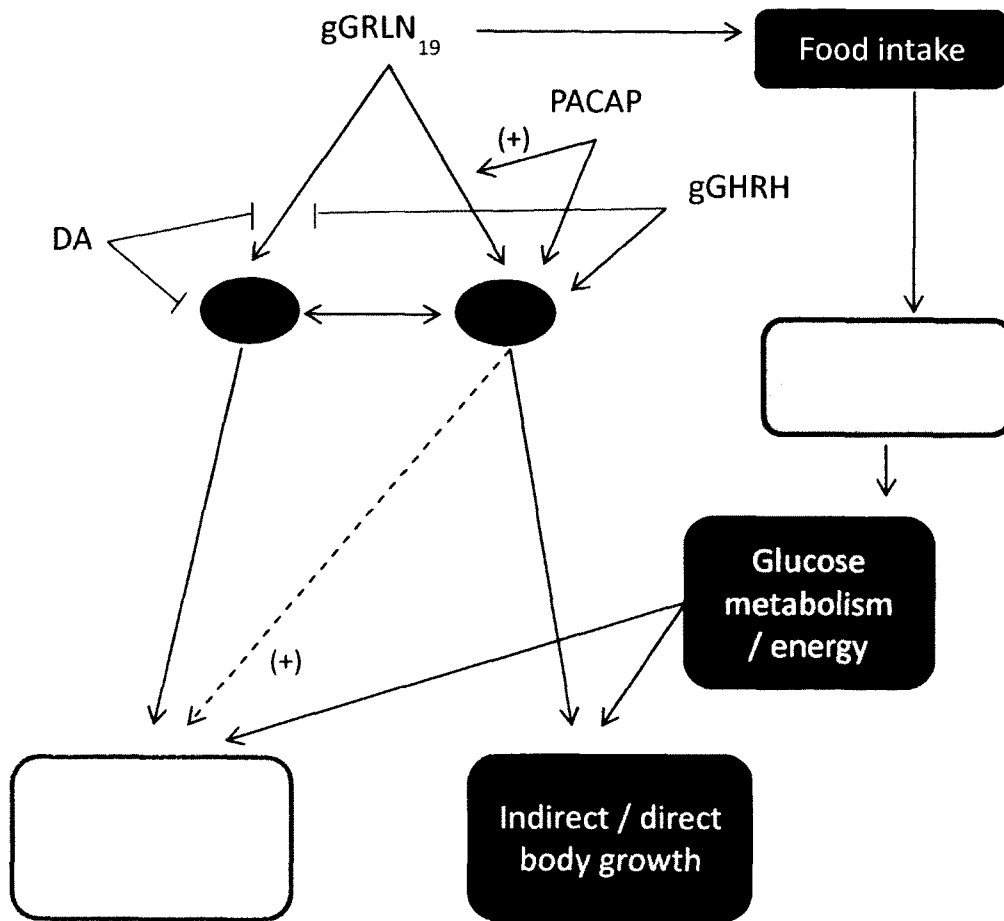 gGRLN19
Food intake
PACAP
(+)
gGHRH
DA
Glucose
metabolism
/ energy
(+)
Indirect / direct
body growth